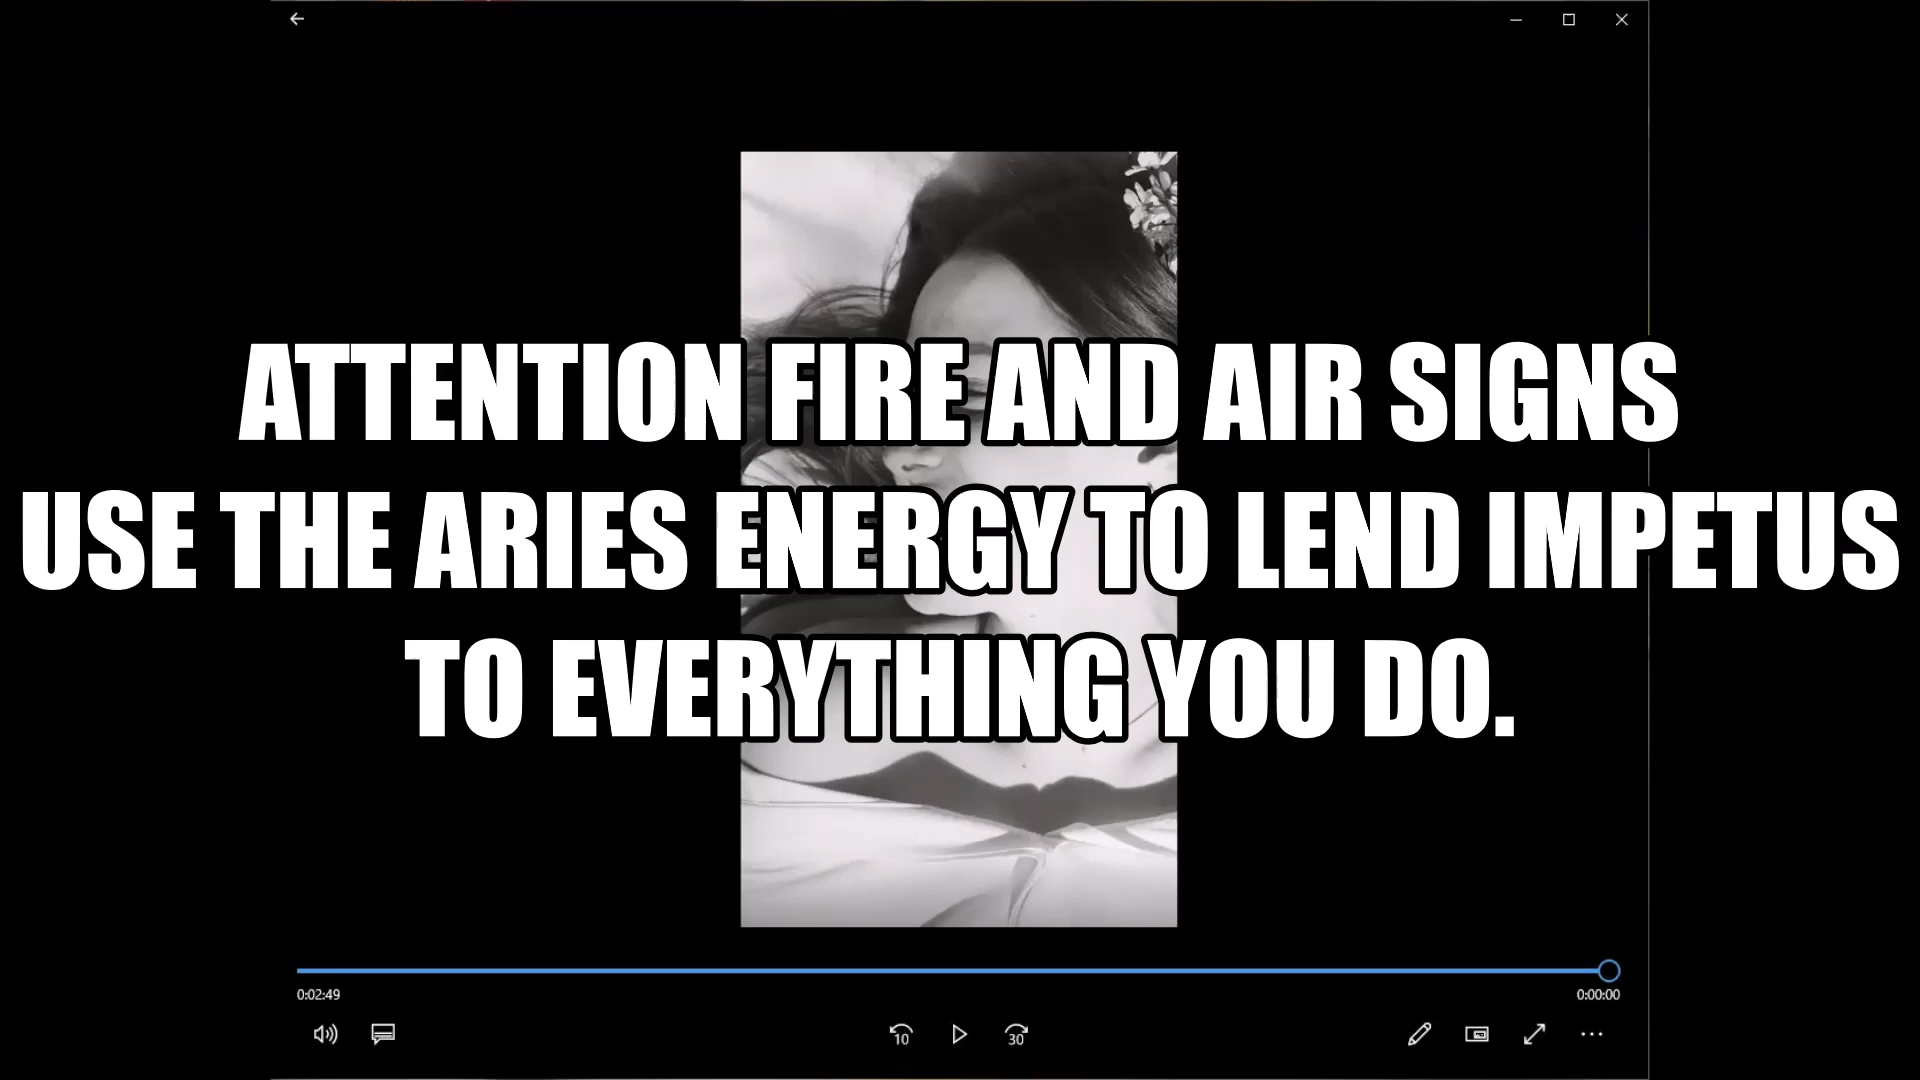 ATTENTION FIRE AND AIR SIGNS
USE THE ARIES ENERGY TO LEND IMPETUS
TO EVERYTHING YOU DO.
0:02:49
0:00:00
10
30